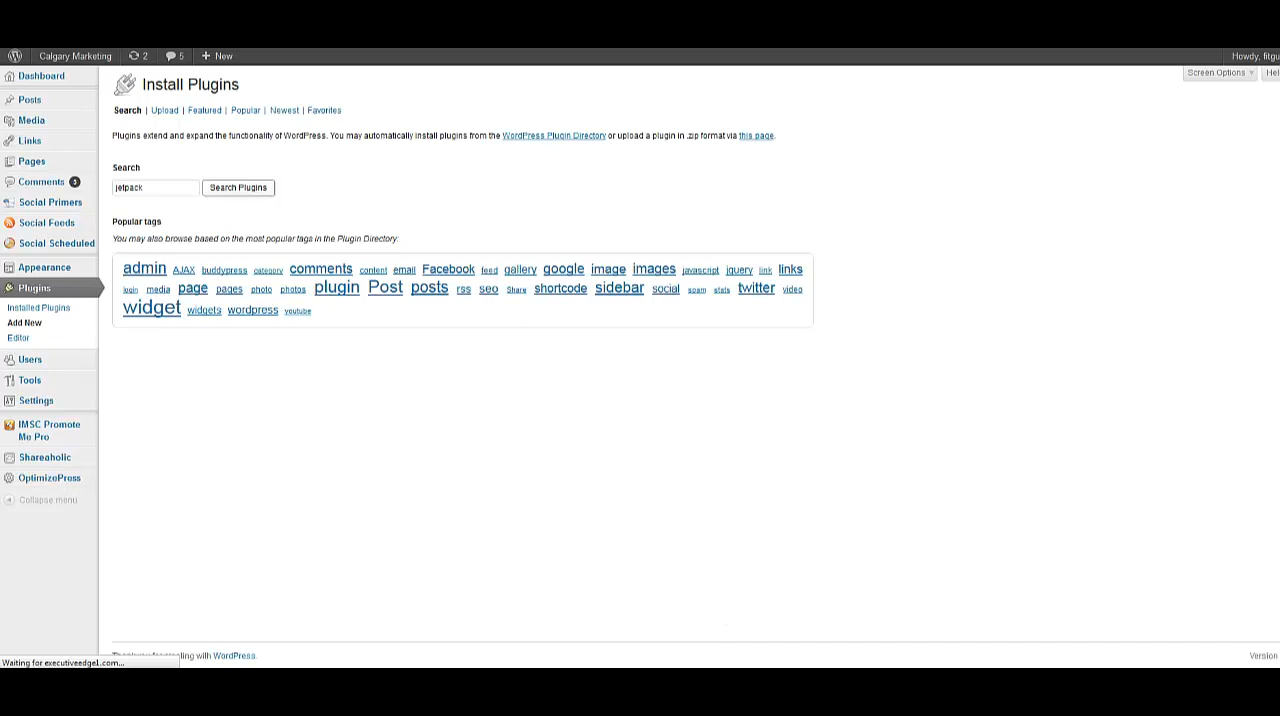 Calgary Marketing 2 5 + New Howdy, fitgu
Dashboard
Posts
Media
Links
Pages
Comments 5
Social Primers
Social Feeds
Social Scheduled
Appearance
Plugins
Installed Plugins
Add New
Editor
Users
Tools
Settings
IMSC Promote
Me Pro
Shareaholic
OptimizePress
Collapse menu
Screen Options Hel
Install Plugins
Search | Upload | Featured | Popular | Newest | Favorites
Plugins extend and expand the functionality of WordPress. You may automatically install plugins from the WordPress Plugin Directory or upload a plugin in .zip format via this page.
Search
jetpack Search Plugins
Popular tags
You may also browse based on the most popular tags in the Plugin Directory:
admin AJAX buddypress category comments content email Facebook feed gallery google image images javascript jquery link links
login media page pages photo photos plugin Post posts rss seo Share shortcode sidebar social spam stats twitter video
widget widgets wordpress youtube
with WordPress.
Version
Waiting for executiveedge1.com...